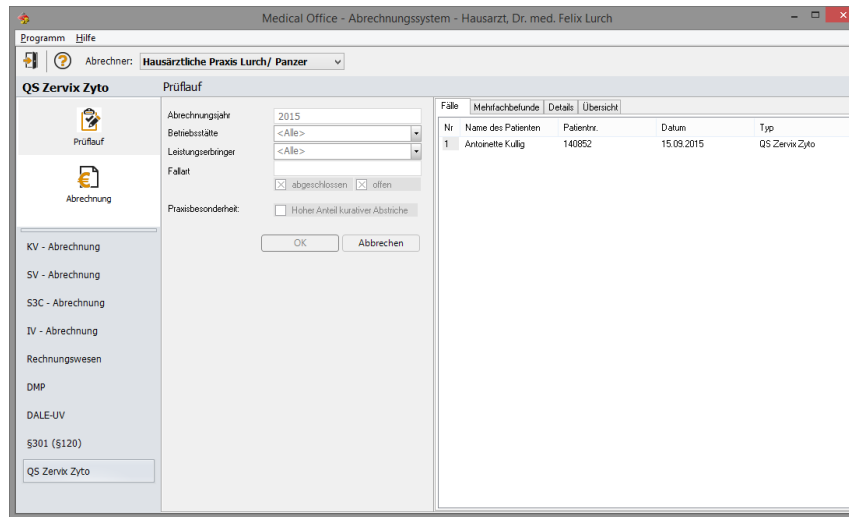 Medical Office - Abrechnungssystem - Hausarzt, Dr. med. Felix Lurch
Programm Hilfe
Abrechner: Hausärztliche Praxis Lurch/ Panzer
QS Zervix Zyto
Prüflauf
Prüflauf
Abrechnung
KV - Abrechnung
SV - Abrechnung
S3C - Abrechnung
IV - Abrechnung
Rechnungswesen
DMP
DALE-UV
§301 (§120)
QS Zervix Zyto
Abrechnungsjahr 2015
Betriebsstätte <Alle>
Leistungserbringer <Alle>
Fallart
abgeschlossen offen
Praxisbesonderheit: Hoher Anteil kurativer Abstriche
OK Abbrechen
Fälle Mehrfachbefunde Details Übersicht
Nr Name des Patienten Patientnr. Datum Typ
1 Antoinette Kullig 140852 15.09.2015 QS Zervix Zyto